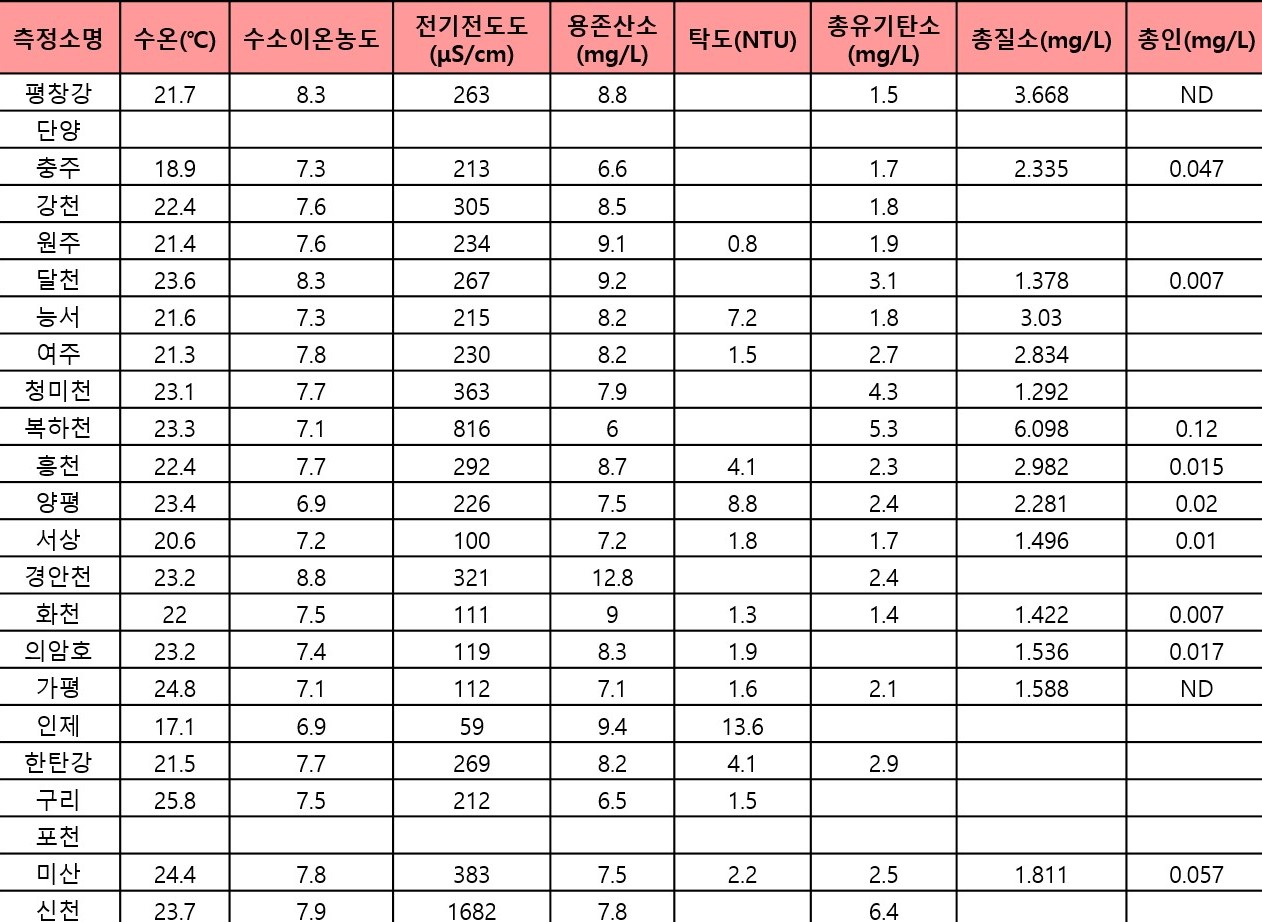 측정소명 수온(℃) 수소이온농도 전기전도도(μS/cm) 용존산소(mg/L) 탁도(NTU) 총유기탄소(mg/L) 총질소(mg/L) 총인(mg/L)
평창강 21.7 8.3 263 8.8 1.5 3.668 ND
단양
충주 18.9 7.3 213 6.6 1.7 2.335 0.047
강천 22.4 7.6 305 8.5 1.8
원주 21.4 7.6 234 9.1 0.8 1.9
달천 23.6 8.3 267 9.2 3.1 1.378 0.007
능서 21.6 7.3 215 8.2 7.2 1.8 3.03
여주 21.3 7.8 230 8.2 1.5 2.7 2.834
청미천 23.1 7.7 363 7.9 4.3 1.292
복하천 23.3 7.1 816 6 5.3 6.098 0.12
흥천 22.4 7.7 292 8.7 4.1 2.3 2.982 0.015
양평 23.4 6.9 226 7.5 8.8 2.4 2.281 0.02
서상 20.6 7.2 100 7.2 1.8 1.7 1.496 0.01
경안천 23.2 8.8 321 12.8 2.4
화천 22 7.5 111 9 1.3 1.4 1.422 0.007
의암호 23.2 7.4 119 8.3 1.9 1.536 0.017
가평 24.8 7.1 112 7.1 1.6 2.1 1.588 ND
인제 17.1 6.9 59 9.4 13.6
한탄강 21.5 7.7 269 8.2 4.1 2.9
구리 25.8 7.5 212 6.5 1.5
포천
미산 24.4 7.8 383 7.5 2.2 2.5 1.811 0.057
신천 23.7 7.9 1682 7.8 6.4